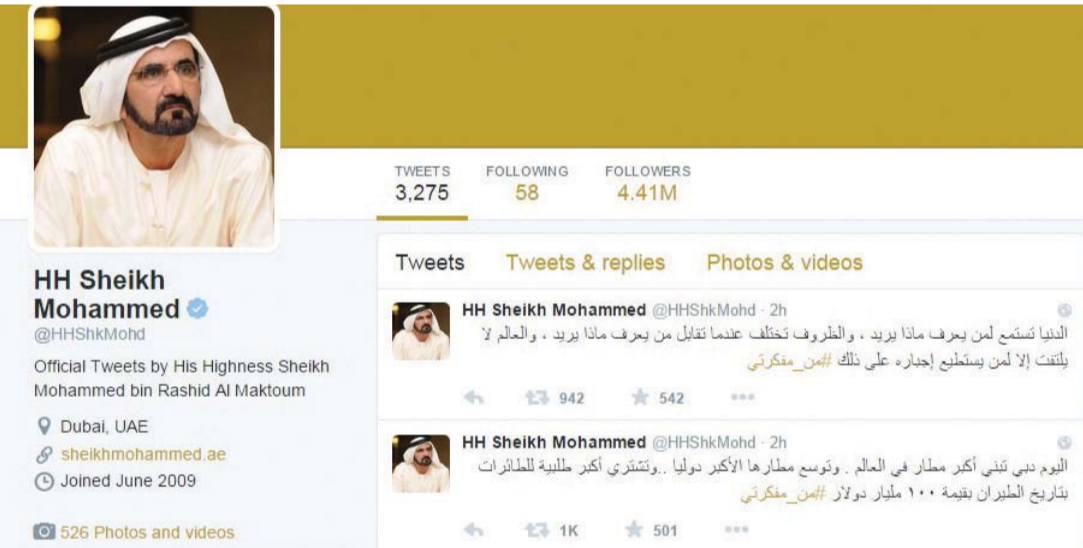 TWEETS FOLLOWING FOLLOWERS
3,275 58 4.41M
HH Sheikh
Mohammed
@HHShkMohd
Official Tweets by His Highness Sheikh
Mohammed bin Rashid Al Maktoum
Dubai, UAE
sheikhmohammed.ae
Joined June 2009
526 Photos and videos
Tweets Tweets & replies Photos & videos
HH Sheikh Mohammed @HHShkMohd · 2h
الدنيا تستمع لمن يعرف ماذا يريد ، والظروف تختلف عندما تقابل من يعرف ماذا يريد ، والعالم لا
يلتفت إلا لمن يستطيع إجباره على ذلك #من_مفكرتي
942 542
HH Sheikh Mohammed @HHShkMohd · 2h
اليوم دبي تبني أكبر مطار في العالم . وتوسع مطارها الأكبر دوليا ..وتشتري أكبر طلبية للطائرات
بتاريخ الطيران بقيمة ١٠٠ مليار دولار #من_مفكرتي
1K 501